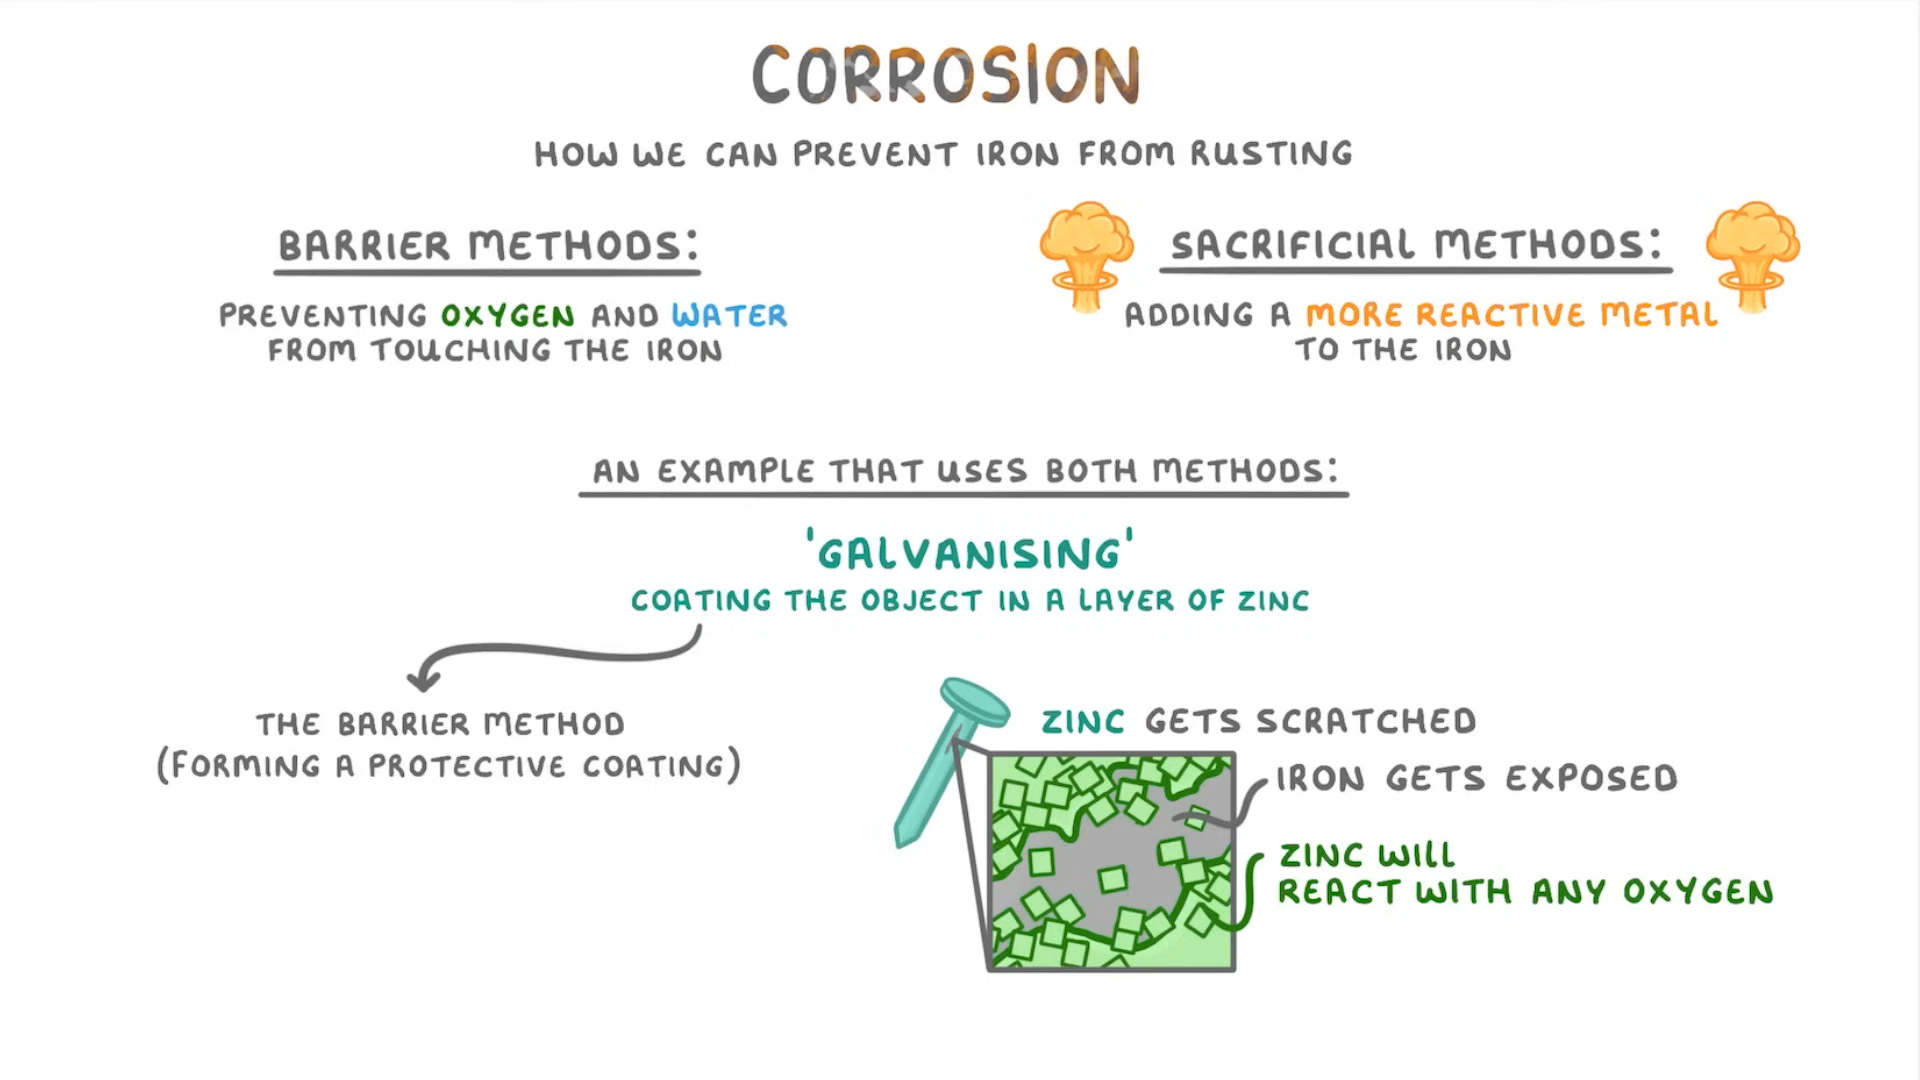 CORROSION
HOW WE CAN PREVENT IRON FROM RUSTING
BARRIER METHODS:
PREVENTING OXYGEN AND WATER
FROM TOUCHING THE IRON
SACRIFICIAL METHODS:
ADDING A MORE REACTIVE METAL
TO THE IRON
AN EXAMPLE THAT USES BOTH METHODS:
'GALVANISING'
COATING THE OBJECT IN A LAYER OF ZINC
THE BARRIER METHOD
(FORMING A PROTECTIVE COATING)
ZINC GETS SCRATCHED
IRON GETS EXPOSED
ZINC WILL
REACT WITH ANY OXYGEN